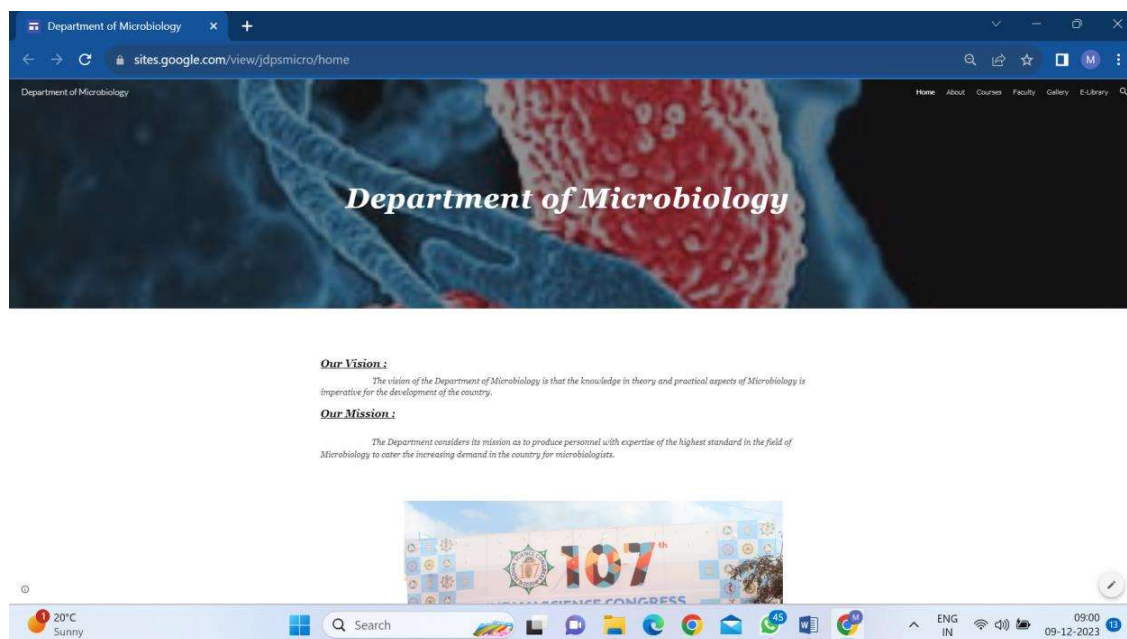 Department of Microbiology
sites.google.com/view/jdpsmicro/home
M
Department of Microbiology
Home About Courses Faculty Gallery E-Library
Department of Microbiology
Our Vision :
The vision of the Department of Microbiology is that the knowledge in theory and practical aspects of Microbiology is
imperative for the development of the country.
Our Mission :
The Department considers its mission as to produce personnel with expertise of the highest standard in the field of
Microbiology to cater the increasing demand in the country for microbiologists.
107th
INDIAN SCIENCE CONGRESS
1
20°C
Sunny
Search
45
M
ENG
IN
09:00
09-12-2023
13